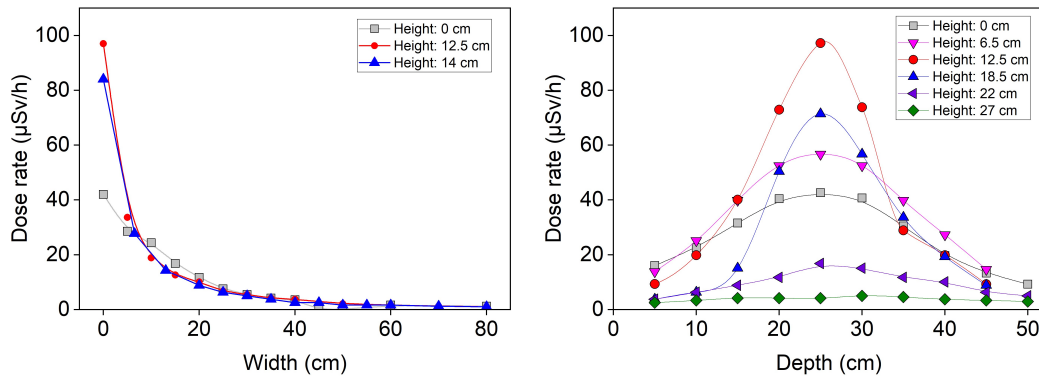 Dose rate (µSv/h)
100
80
60
40
20
0
Height: 0 cm
Height: 12.5 cm
Height: 14 cm
0
20
40
60
80
Width (cm)
Dose rate (µSv/h)
100
80
60
40
20
0
Height: 0 cm
Height: 6.5 cm
Height: 12.5 cm
Height: 18.5 cm
Height: 22 cm
Height: 27 cm
0
10
20
30
40
50
Depth (cm)